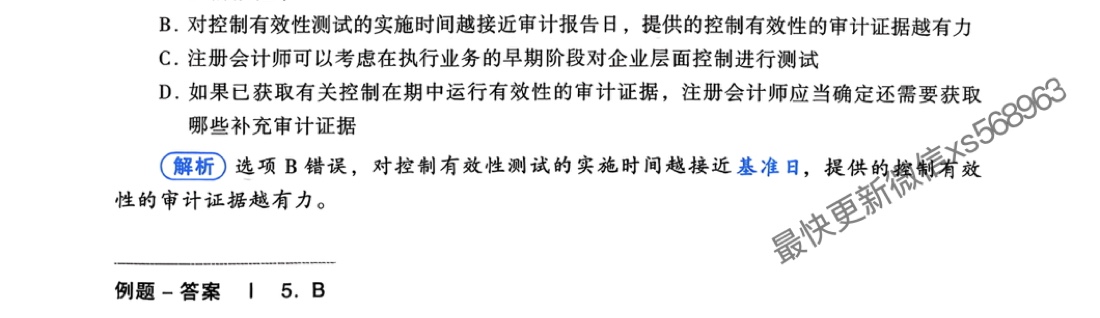 B. 对控制有效性测试的实施时间越接近审计报告日，提供的控制有效性的审计证据越有力
C. 注册会计师可以考虑在执行业务的早期阶段对企业层面控制进行测试
D. 如果已获取有关控制在期中运行有效性的审计证据，注册会计师应当确定还需要获取
哪些补充审计证据
解析 选项 B 错误，对控制有效性测试的实施时间越接近基准日，提供的控制有效
性的审计证据越有力。
最快更新微信xs568963
例题 – 答案 | 5. B